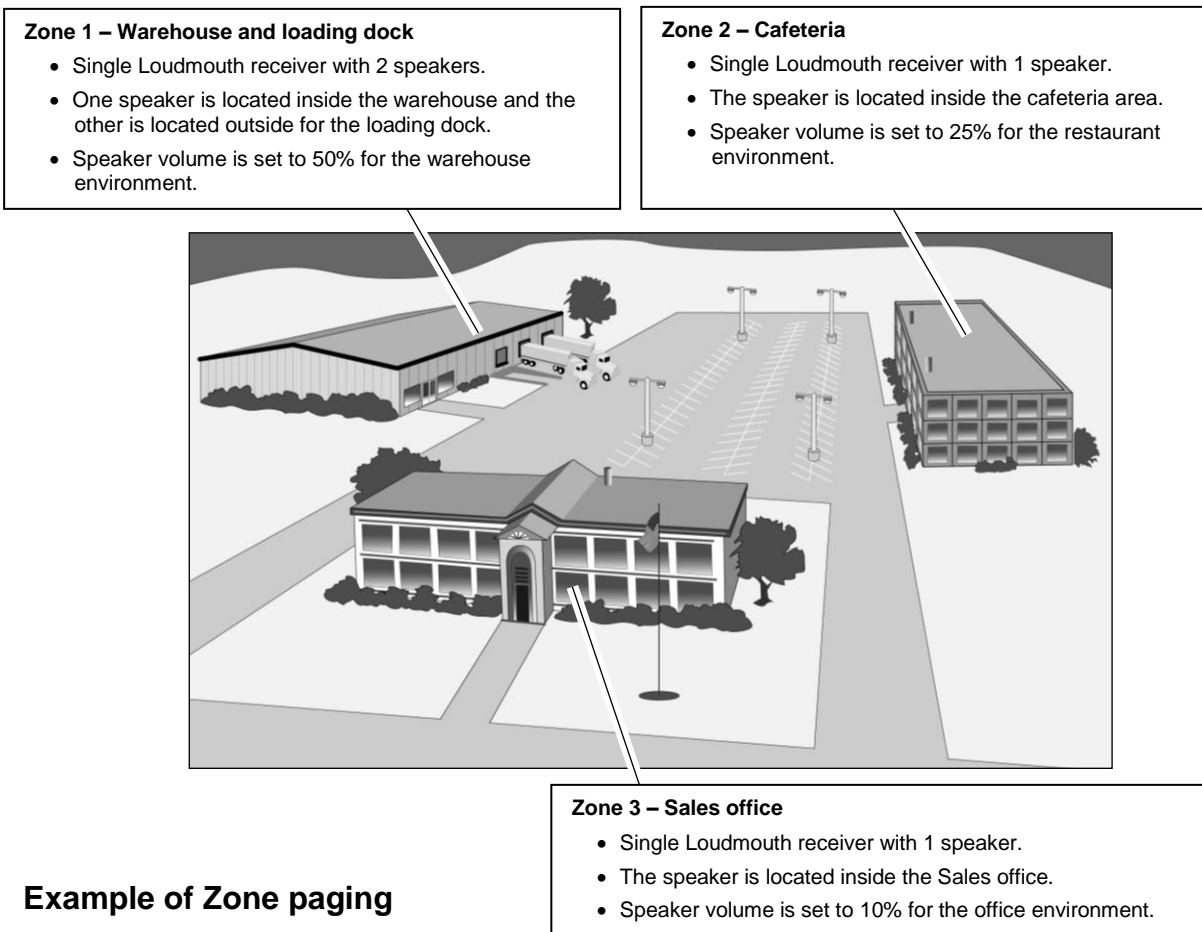 Zone 1 – Warehouse and loading dock
• Single Loudmouth receiver with 2 speakers.
• One speaker is located inside the warehouse and the
other is located outside for the loading dock.
• Speaker volume is set to 50% for the warehouse
environment.
Zone 2 – Cafeteria
• Single Loudmouth receiver with 1 speaker.
• The speaker is located inside the cafeteria area.
• Speaker volume is set to 25% for the restaurant
environment.
Zone 3 – Sales office
• Single Loudmouth receiver with 1 speaker.
• The speaker is located inside the Sales office.
• Speaker volume is set to 10% for the office environment.
Example of Zone paging